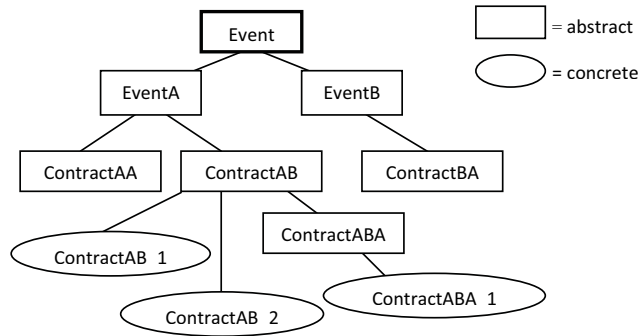 Event
= abstract
= concrete
EventA
EventB
ContractAA
ContractAB
ContractBA
ContractABA
ContractAB 1
ContractABA 1
ContractAB 2